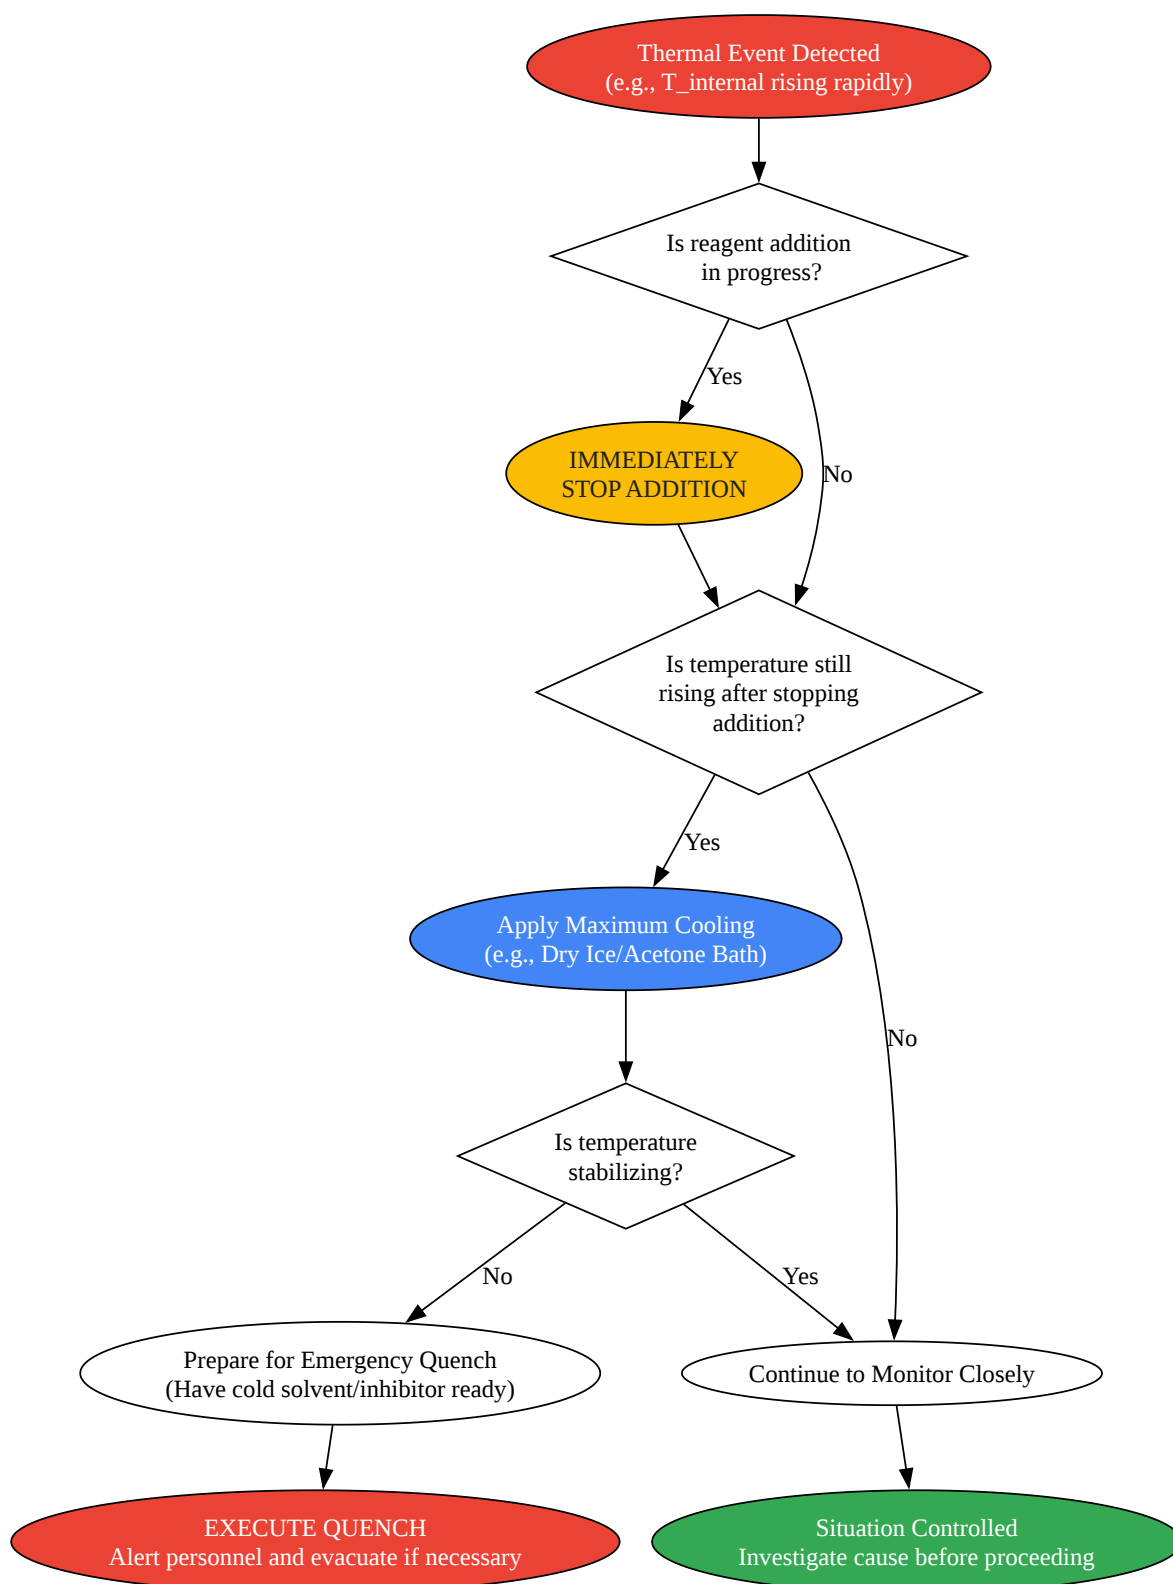 Thermal Event Detected
(e.g., T_internal rising rapidly)
Is reagent addition
in progress?
Yes
No
IMMEDIATELY
STOP ADDITION
Is temperature still
rising after stopping
addition?
Yes
No
Apply Maximum Cooling
(e.g., Dry Ice/Acetone Bath)
Is temperature
stabilizing?
No
Yes
Prepare for Emergency Quench
(Have cold solvent/inhibitor ready)
Continue to Monitor Closely
EXECUTE QUENCH
Alert personnel and evacuate if necessary
Situation Controlled
Investigate cause before proceeding